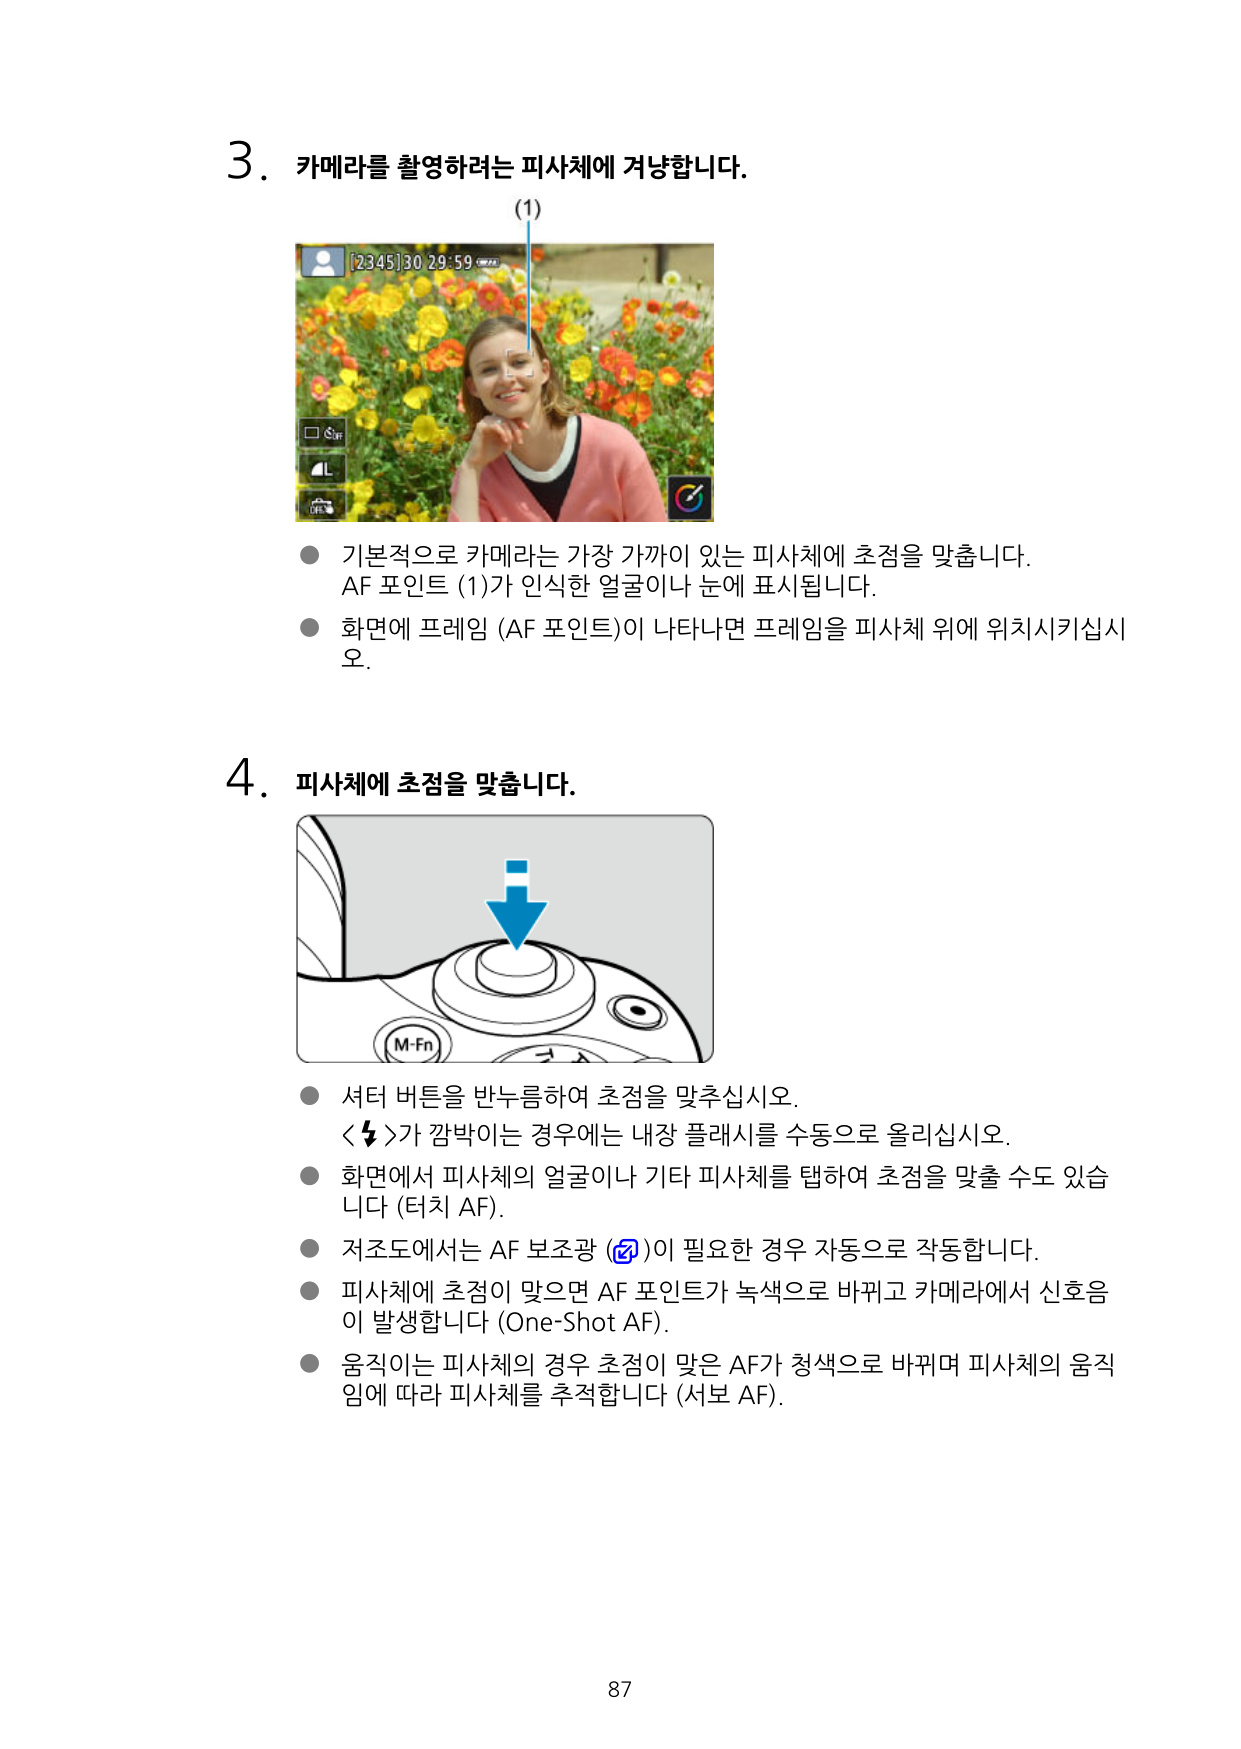 3. 카메라를 촬영하려는 피사체에 겨냥합니다.
(1)
[2345]30 29:59
OFF
L
OFF
● 기본적으로 카메라는 가장 가까이 있는 피사체에 초점을 맞춥니다.
AF 포인트 (1)가 인식한 얼굴이나 눈에 표시됩니다.
● 화면에 프레임 (AF 포인트)이 나타나면 프레임을 피사체 위에 위치시키십시
오.
4. 피사체에 초점을 맞춥니다.
M-Fn
Tv
● 셔터 버튼을 반누름하여 초점을 맞추십시오.
< >가 깜박이는 경우에는 내장 플래시를 수동으로 올리십시오.
● 화면에서 피사체의 얼굴이나 기타 피사체를 탭하여 초점을 맞출 수도 있습
니다 (터치 AF).
● 저조도에서는 AF 보조광 ( )이 필요한 경우 자동으로 작동합니다.
● 피사체에 초점이 맞으면 AF 포인트가 녹색으로 바뀌고 카메라에서 신호음
이 발생합니다 (One-Shot AF).
● 움직이는 피사체의 경우 초점이 맞은 AF가 청색으로 바뀌며 피사체의 움직
임에 따라 피사체를 추적합니다 (서보 AF).
87